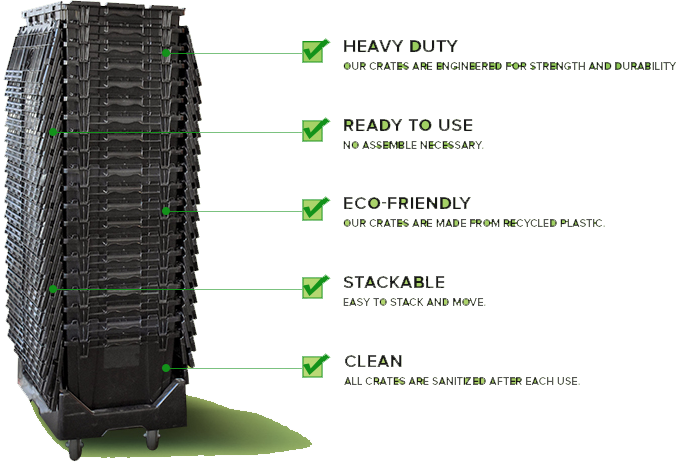 HEAVY DUTY
OUR CRATES ARE ENGINEERED FOR STRENGTH AND DURABILITY
READY TO USE
NO ASSEMBLE NECESSARY.
ECO-FRIENDLY
OUR CRATES ARE MADE FROM RECYCLED PLASTIC.
STACKABLE
EASY TO STACK AND MOVE.
CLEAN
ALL CRATES ARE SANITIZED AFTER EACH USE.